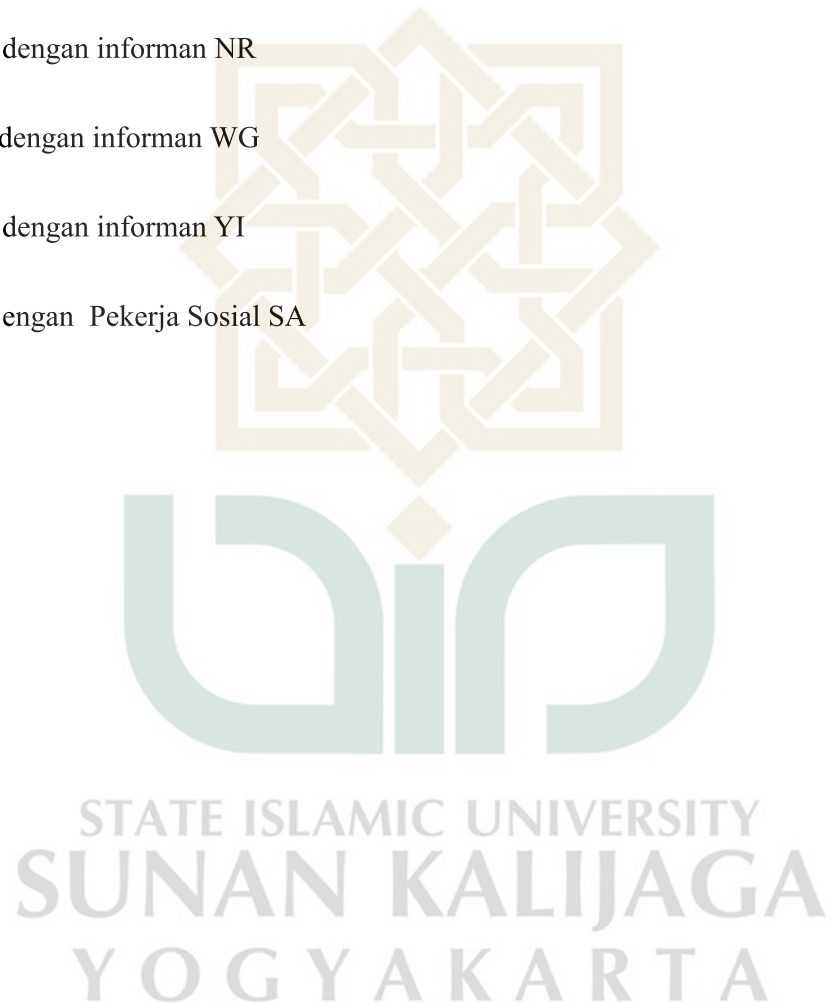 dengan informan NR
dengan informan WG
dengan informan YI
engan  Pekerja Sosial SA
STATE ISLAMIC UNIVERSITY
SUNAN KALIJAGA
YOGYAKARTA